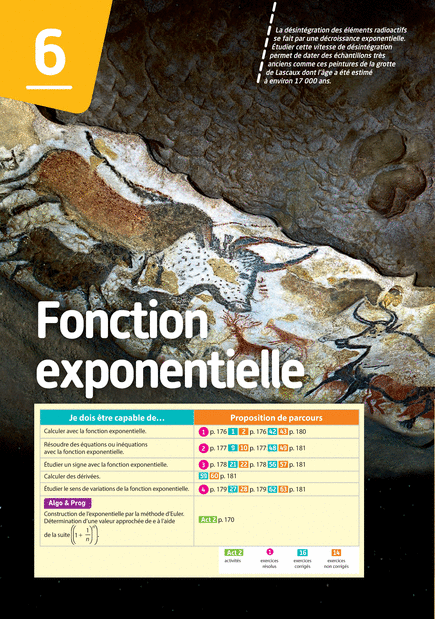 6
La désintégration des éléments radioactifs
se fait par une décroissance exponentielle.
Étudier cette vitesse de désintégration
permet de dater des échantillons très
anciens comme ces peintures de la grotte
de Lascaux dont l'âge a été estimé
à environ 17 000 ans.
Fonction
exponentielle
Je dois être capable de... Proposition de parcours
Calculer avec la fonction exponentielle. 1 p. 176 1 2 p. 176 42 43 p. 180
Résoudre des équations ou inéquations
avec la fonction exponentielle. 2 p. 177 9 10 p. 177 48 49 p. 181
Étudier un signe avec la fonction exponentielle. 3 p. 178 21 22 p. 178 56 57 p. 181
Calculer des dérivées. 59 60 p. 181
Étudier le sens de variations de la fonction exponentielle. 4 p. 179 27 28 p. 179 62 63 p. 181
Algo & Prog
Construction de l'exponentielle par la méthode d'Euler.
Détermination d'une valeur approchée de e à l'aide
de la suite ((1 + 1/n)^n). Act 2 p. 170
Act 2 1 16 14
activités exercices résolus exercices corrigés exercices non corrigés